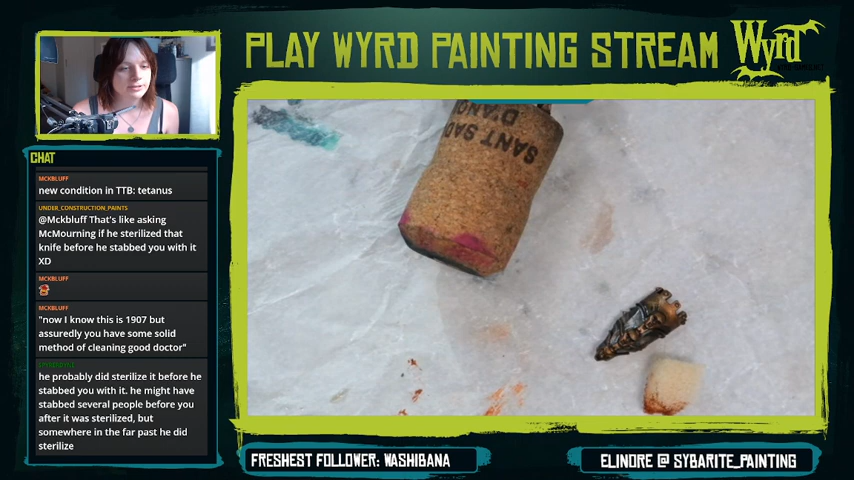 PLAY WYRD PAINTING STREAM
Wyrd
CHAT
MCKBLUFF
new condition in TTB: tetanus
UNDER_CONSTRUCTION_PAINTS
@Mckbluff That's like asking
McMourning if he sterilized that
knife before he stabbed you with it
XD
MCKBLUFF
MCKBLUFF
"now I know this is 1907 but
assuredly you have some solid
method of cleaning good doctor"
he probably did sterilize it before he
stabbed you with it. he might have
stabbed several people before you
after it was sterilized, but
somewhere in the far past he did
sterilize
SANT SAD
D'ANO
FRESHEST FOLLOWER: WASHIBANA
ELINORE @ SYBARITE_PAINTING